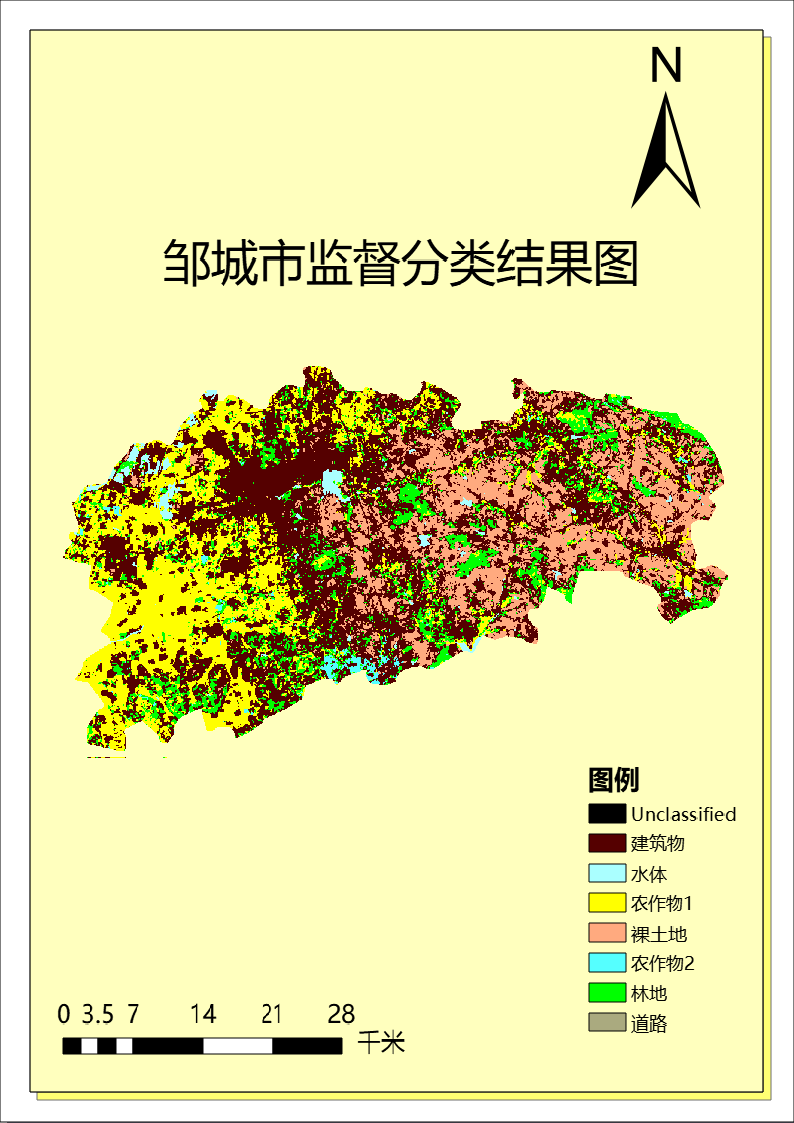 N
邹城市监督分类结果图
图例
Unclassified
建筑物
水体
农作物1
裸土地
农作物2
林地
道路
0 3.5 7 14 21 28
千米